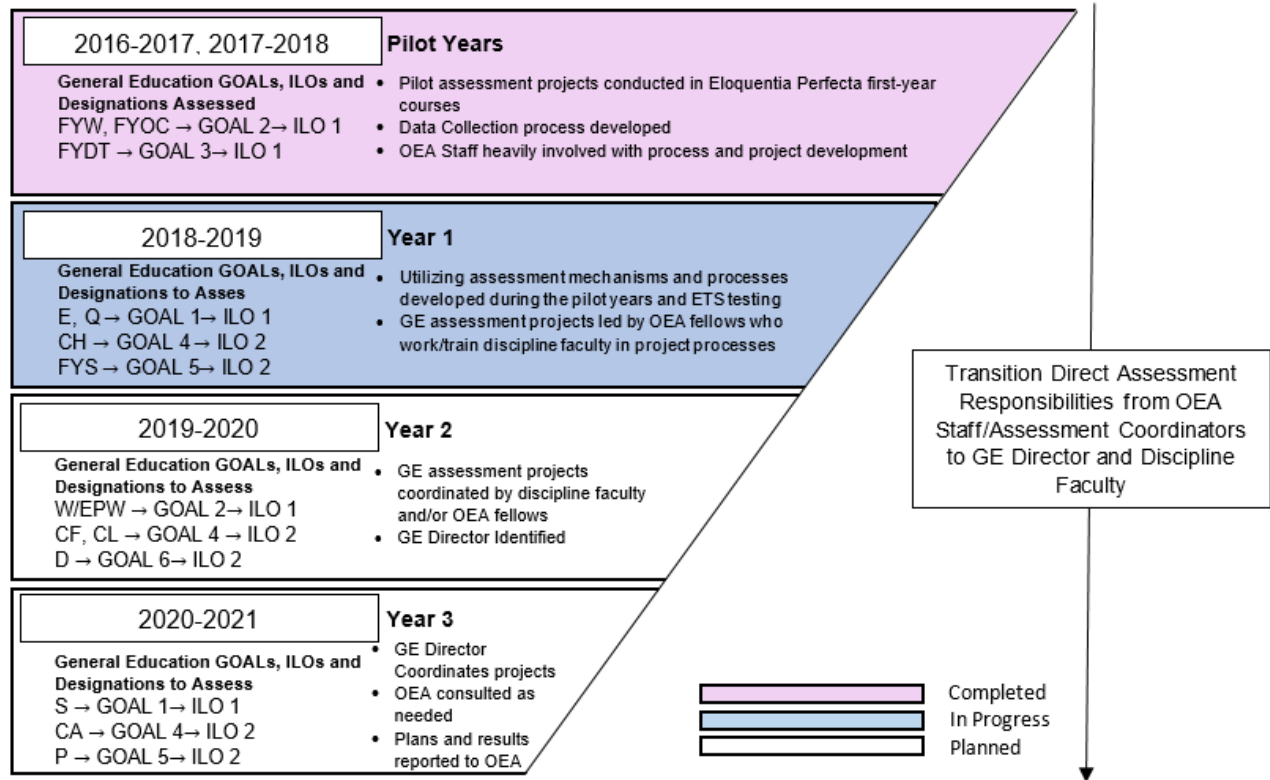 2016-2017, 2017-2018
Pilot Years
General Education GOALs, ILOs and
Designations Assessed
FYW, FYOC → GOAL 2→ ILO 1
FYDT → GOAL 3→ ILO 1
• Pilot assessment projects conducted in Eloquentia Perfecta first-year
courses
• Data Collection process developed
• OEA Staff heavily involved with process and project development
2018-2019
Year 1
General Education GOALs, ILOs and
Designations to Asses
E, Q → GOAL 1→ ILO 1
CH → GOAL 4→ ILO 2
FYS → GOAL 5→ ILO 2
• Utilizing assessment mechanisms and processes
developed during the pilot years and ETS testing
• GE assessment projects led by OEA fellows who
work/train discipline faculty in project processes
2019-2020
Year 2
General Education GOALs, ILOs and
Designations to Assess
W/EPW → GOAL 2→ ILO 1
CF, CL → GOAL 4 → ILO 2
D → GOAL 6→ ILO 2
• GE assessment projects
coordinated by discipline faculty
and/or OEA fellows
• GE Director Identified
2020-2021
Year 3
General Education GOALs, ILOs and
Designations to Assess
S → GOAL 1→ ILO 1
CA → GOAL 4→ ILO 2
P → GOAL 5→ ILO 2
• GE Director
Coordinates projects
• OEA consulted as
needed
• Plans and results
reported to OEA
Transition Direct Assessment
Responsibilities from OEA
Staff/Assessment Coordinators
to GE Director and Discipline
Faculty
Completed
In Progress
Planned